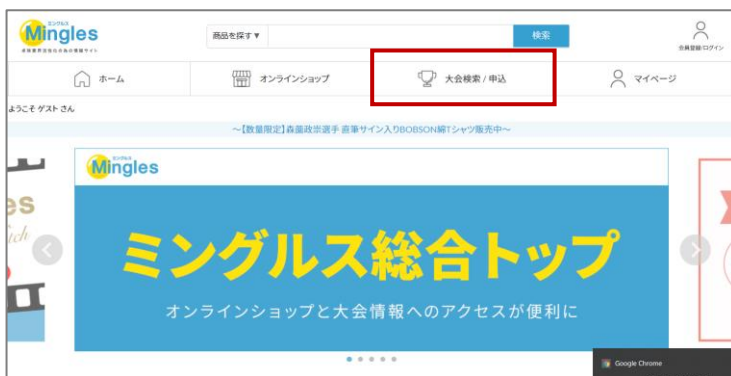 ミングルス
Mingles
商品を探す▼
検索
会員登録/ログイン
ホーム
オンラインショップ
大会検索 / 申込
マイページ
ようこそ ゲスト さん
～【数量限定】森薗政崇選手 直筆サイン入りBOBSON綿Tシャツ販売中～
Mingles
ミングルス総合トップ
オンラインショップと大会情報へのアクセスが便利に
es
ich
Google Chrome